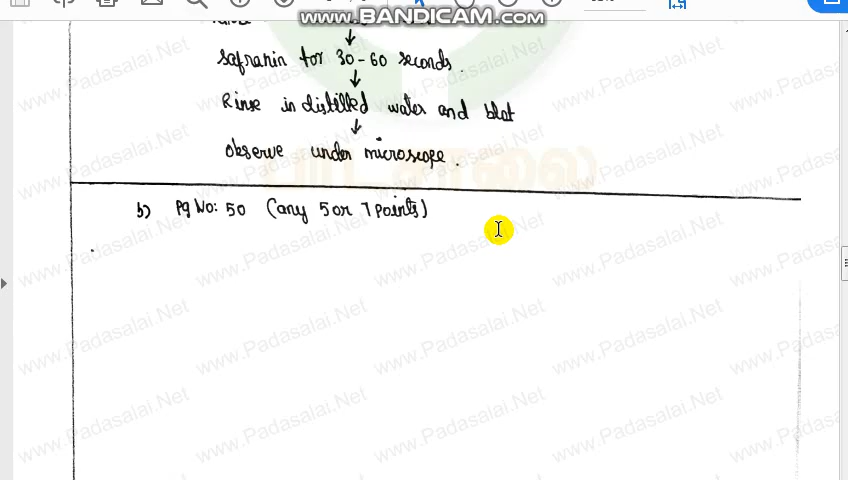 www.BANDICAM.com
safranin for 30-60 seconds.
↓
Rinse in distilled water and blot
↓
observe under microscope.
b) Pg No: 50 (any 5 or 7 points)
பாடசாலை
www.Padasalai.Net